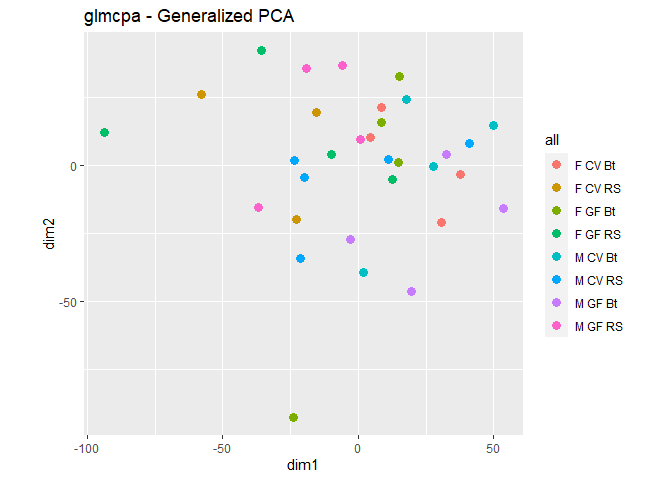 glmcpa - Generalized PCA
0
-50
dim2
-100
-50
0
50
dim1
all
F CV Bt
F CV RS
F GF Bt
F GF RS
M CV Bt
M CV RS
M GF Bt
M GF RS